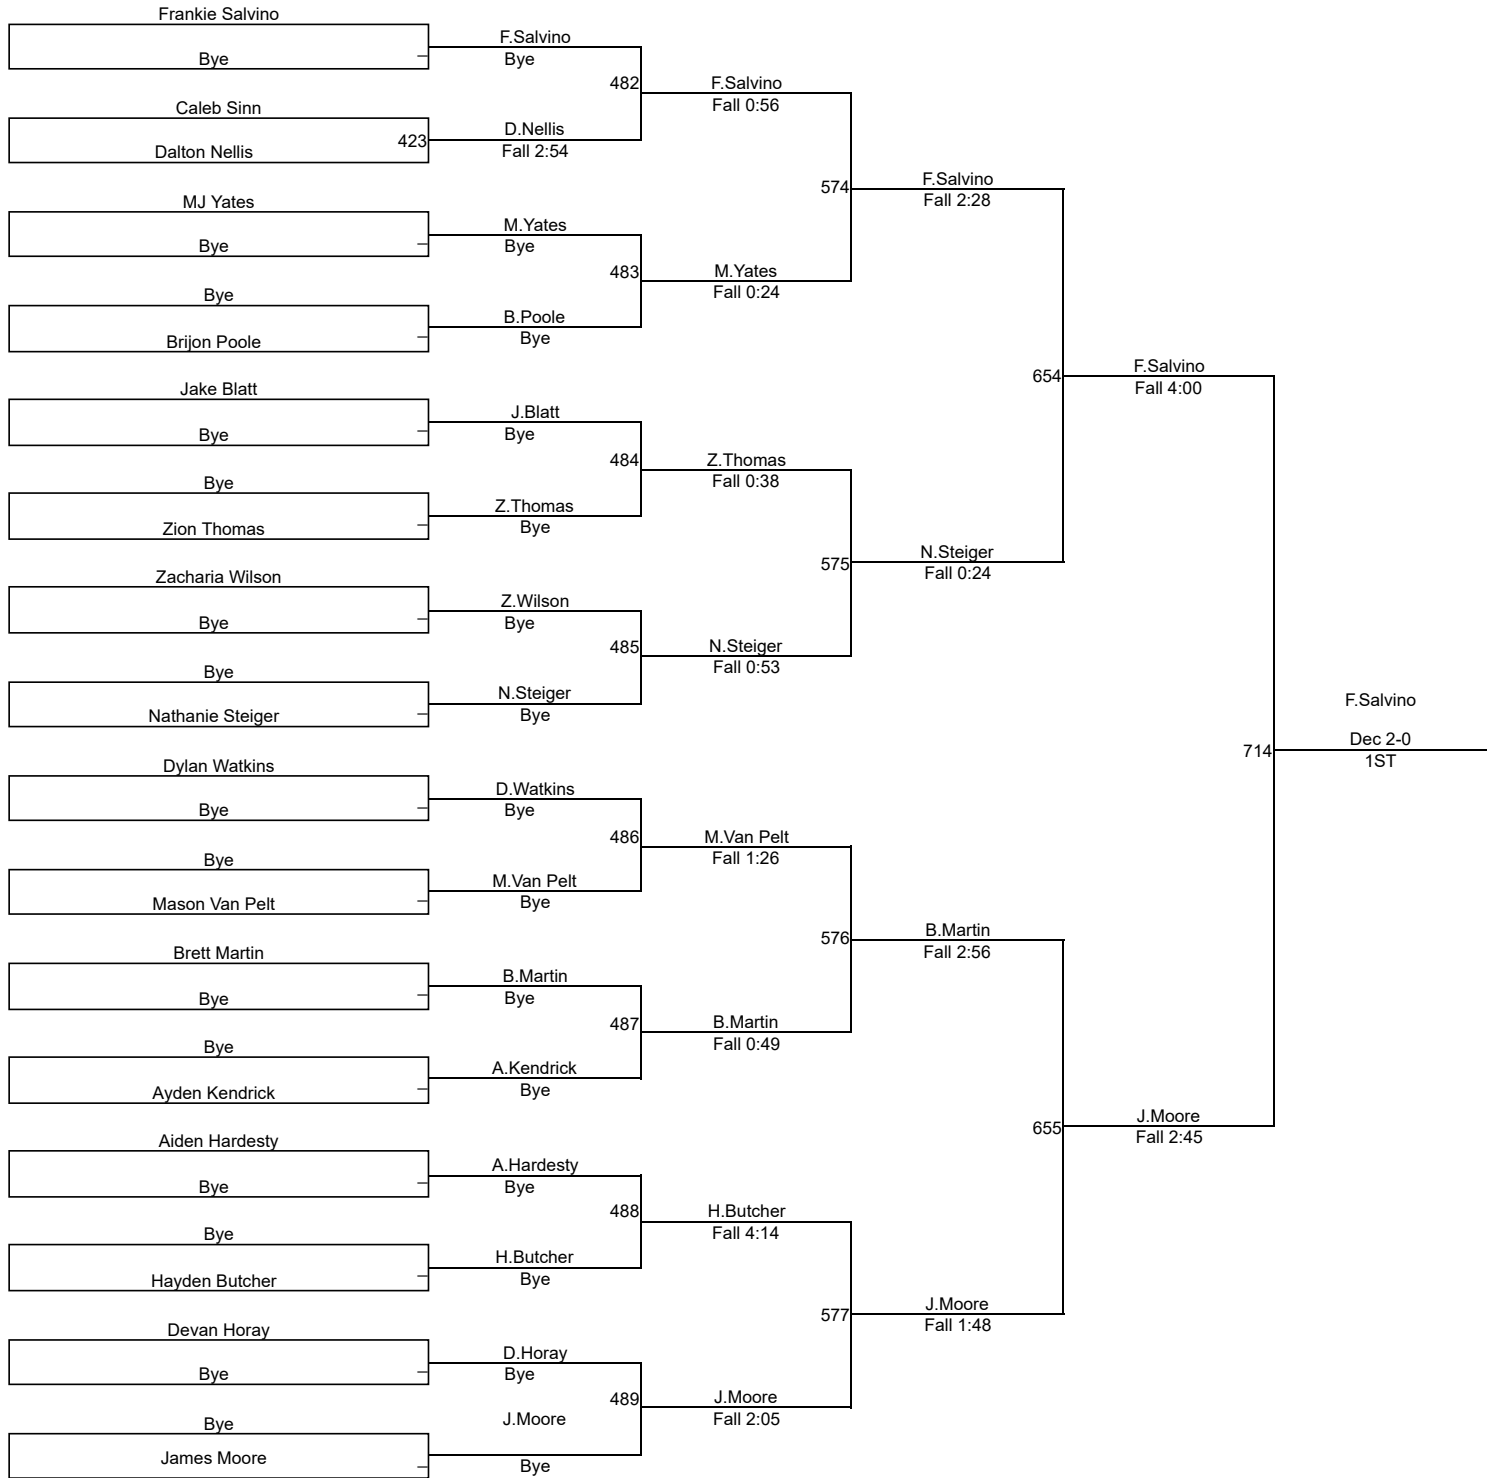 Frankie Salvino
Bye
Caleb Sinn
Dalton Nellis
423
MJ Yates
Bye
Bye
Brijon Poole
Jake Blatt
Bye
Bye
Zion Thomas
Zacharia Wilson
Bye
Bye
Nathanie Steiger
Dylan Watkins
Bye
Bye
Mason Van Pelt
Brett Martin
Bye
Bye
Ayden Kendrick
Aiden Hardesty
Bye
Bye
Hayden Butcher
Devan Horay
Bye
Bye
James Moore
F.Salvino
Bye
482
D.Nellis
Fall 2:54
M.Yates
Bye
483
B.Poole
Bye
J.Blatt
Bye
484
Z.Thomas
Bye
Z.Wilson
Bye
485
N.Steiger
Bye
D.Watkins
Bye
486
M.Van Pelt
Bye
B.Martin
Bye
487
A.Kendrick
Bye
A.Hardesty
Bye
488
H.Butcher
Bye
D.Horay
Bye
489
J.Moore
Bye
F.Salvino
Fall 0:56
574
M.Yates
Fall 0:24
Z.Thomas
Fall 0:38
575
N.Steiger
Fall 0:53
M.Van Pelt
Fall 1:26
576
B.Martin
Fall 0:49
H.Butcher
Fall 4:14
577
J.Moore
Fall 2:05
F.Salvino
Fall 2:28
654
N.Steiger
Fall 0:24
B.Martin
Fall 2:56
655
J.Moore
Fall 1:48
F.Salvino
Fall 4:00
714
J.Moore
Fall 2:45
F.Salvino
Dec 2-0
1ST